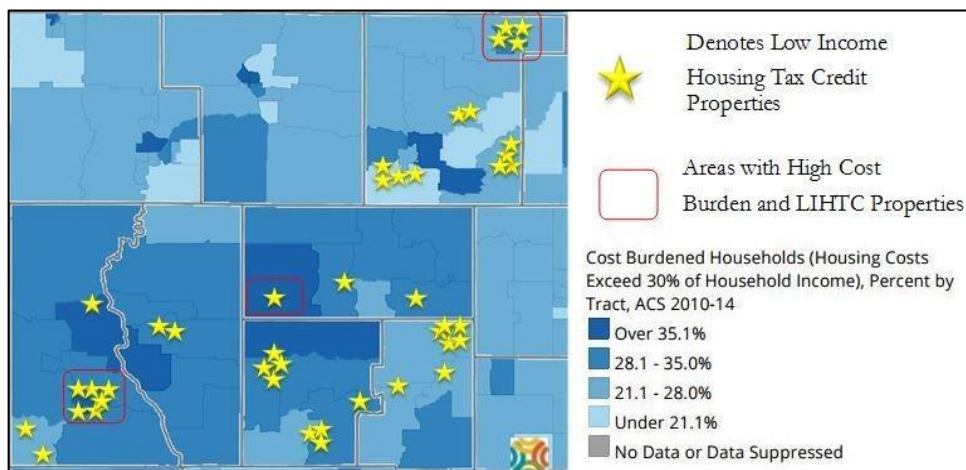 Denotes Low Income
Housing Tax Credit
Properties
Areas with High Cost
Burden and LIHTC Properties
Cost Burdened Households (Housing Costs
Exceed 30% of Household Income), Percent by
Tract, ACS 2010-14
Over 35.1%
28.1 - 35.0%
21.1 - 28.0%
Under 21.1%
No Data or Data Suppressed